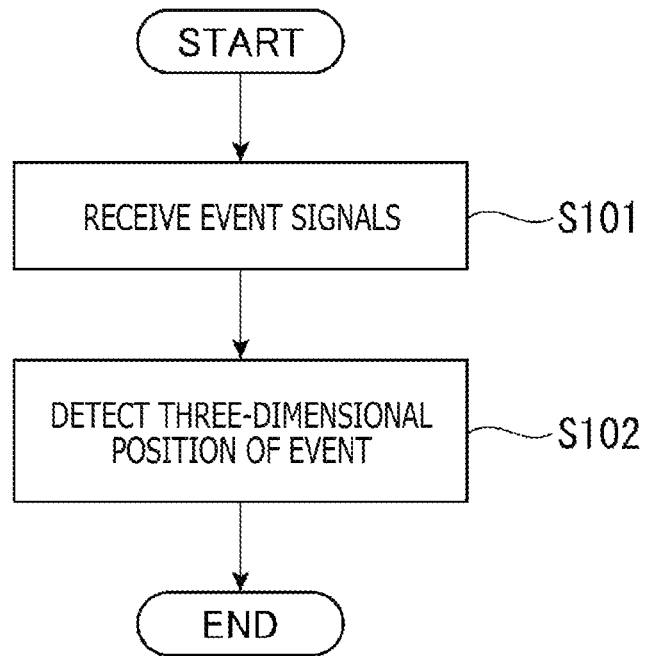 START
RECEIVE EVENT SIGNALS
S101
DETECT THREE-DIMENSIONAL
POSITION OF EVENT
S102
END